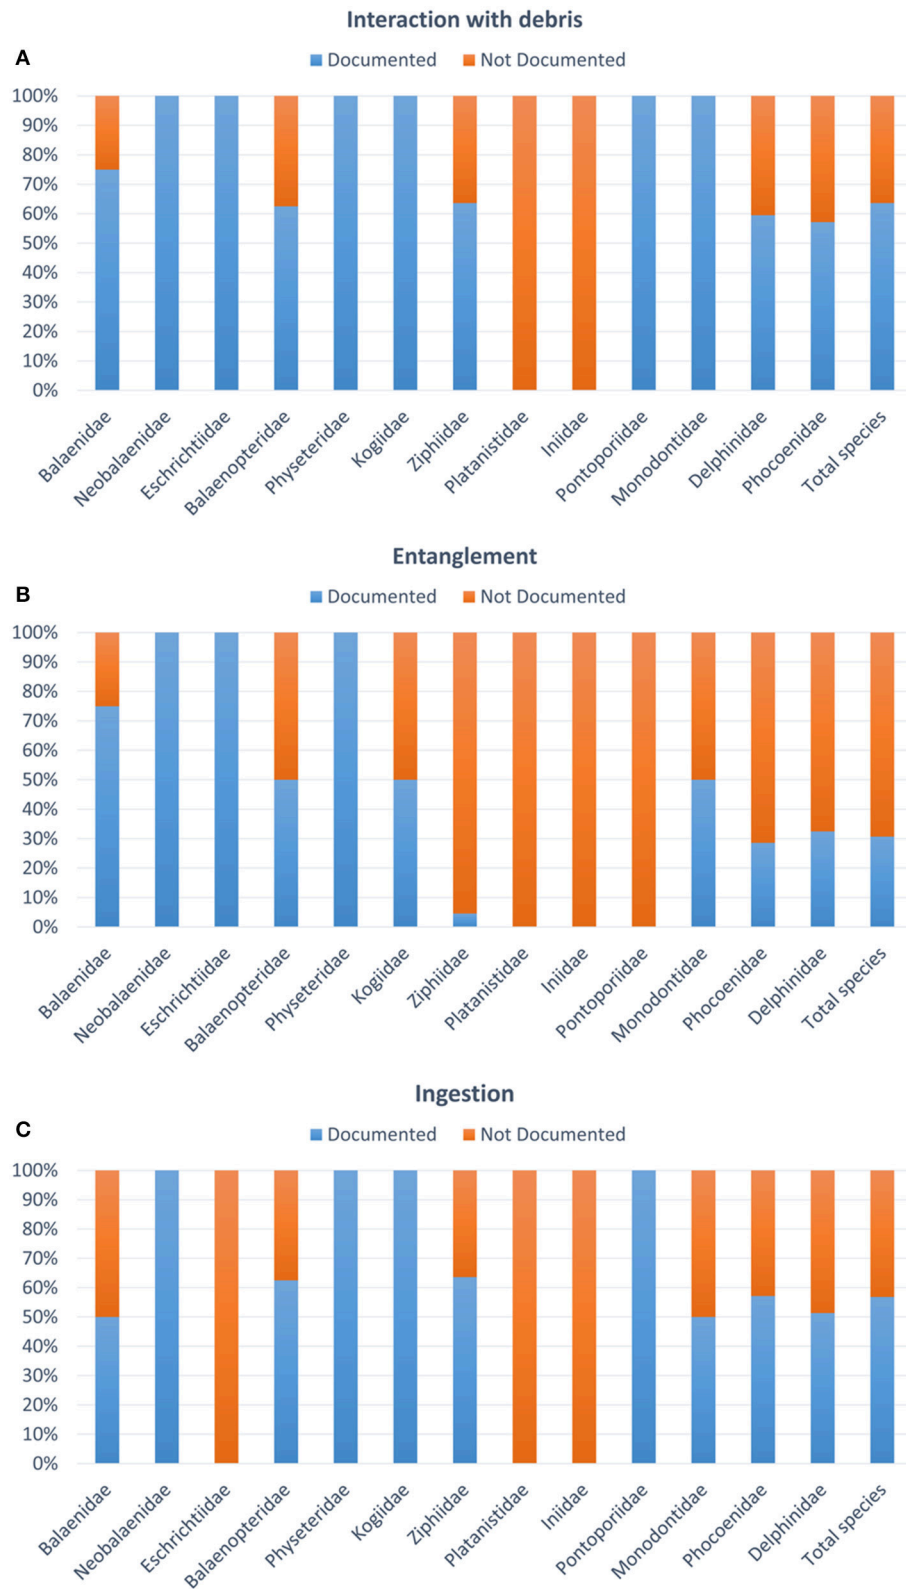 Interaction with debris
A
Documented Not Documented
100%
90%
80%
70%
60%
50%
40%
30%
20%
10%
0%
Balaenidae Neobalaenidae Eschrichtiidae Balaenopteridae Physeteridae Kogiidae Ziphiidae Platanistidae Iniidae Pontoporiidae Monodontidae Delphinidae Phocoenidae Total species
Entanglement
B
Documented Not Documented
100%
90%
80%
70%
60%
50%
40%
30%
20%
10%
0%
Balaenidae Neobalaenidae Eschrichtiidae Balaenopteridae Physeteridae Kogiidae Ziphiidae Platanistidae Iniidae Pontoporiidae Monodontidae Phocoenidae Delphinidae Total species
Ingestion
C
Documented Not Documented
100%
90%
80%
70%
60%
50%
40%
30%
20%
10%
0%
Balaenidae Neobalaenidae Eschrichtiidae Balaenopteridae Physeteridae Kogiidae Ziphiidae Platanistidae Iniidae Pontoporiidae Monodontidae Phocoenidae Delphinidae Total species